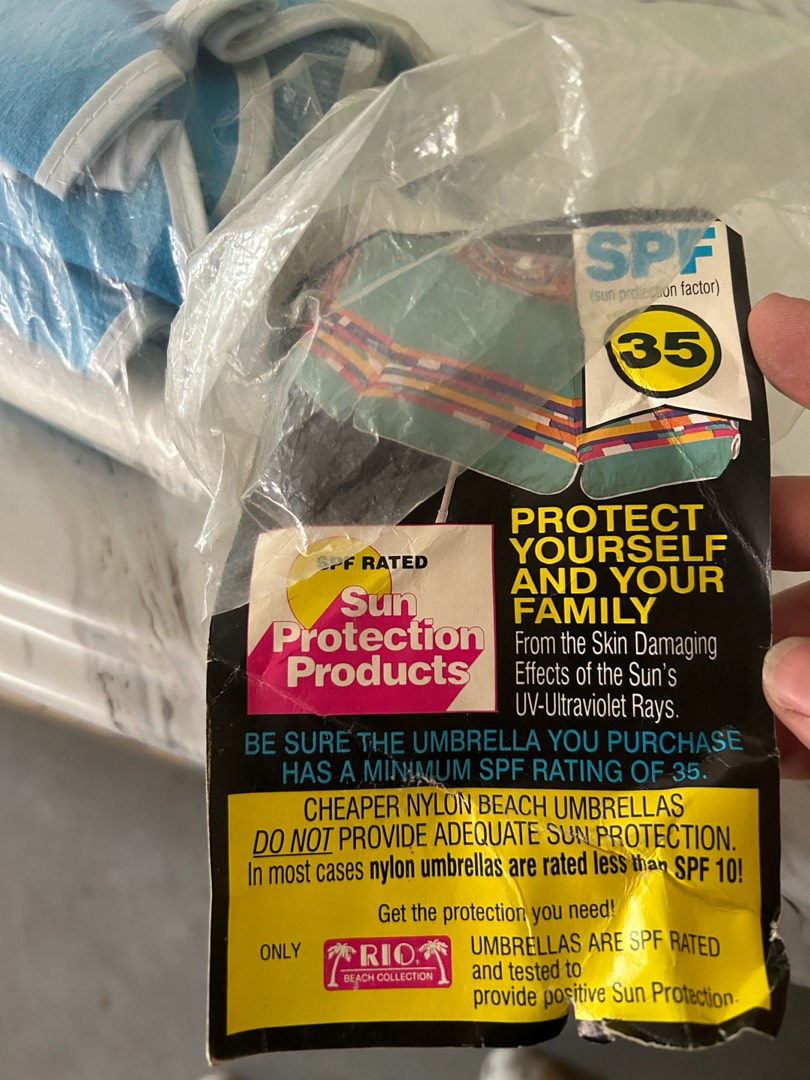 SPF
(sun protection factor)
35
PROTECT
YOURSELF
AND YOUR
FAMILY
From the Skin Damaging
Effects of the Sun's
UV-Ultraviolet Rays.
SPF RATED
Sun
Protection
Products
BE SURE THE UMBRELLA YOU PURCHASE
HAS A MINIMUM SPF RATING OF 35.
CHEAPER NYLON BEACH UMBRELLAS
DO NOT PROVIDE ADEQUATE SUN PROTECTION.
In most cases nylon umbrellas are rated less than SPF 10!
Get the protection you need!
ONLY
RIO
BEACH COLLECTION
UMBRELLAS ARE SPF RATED
and tested to
provide positive Sun Protection.